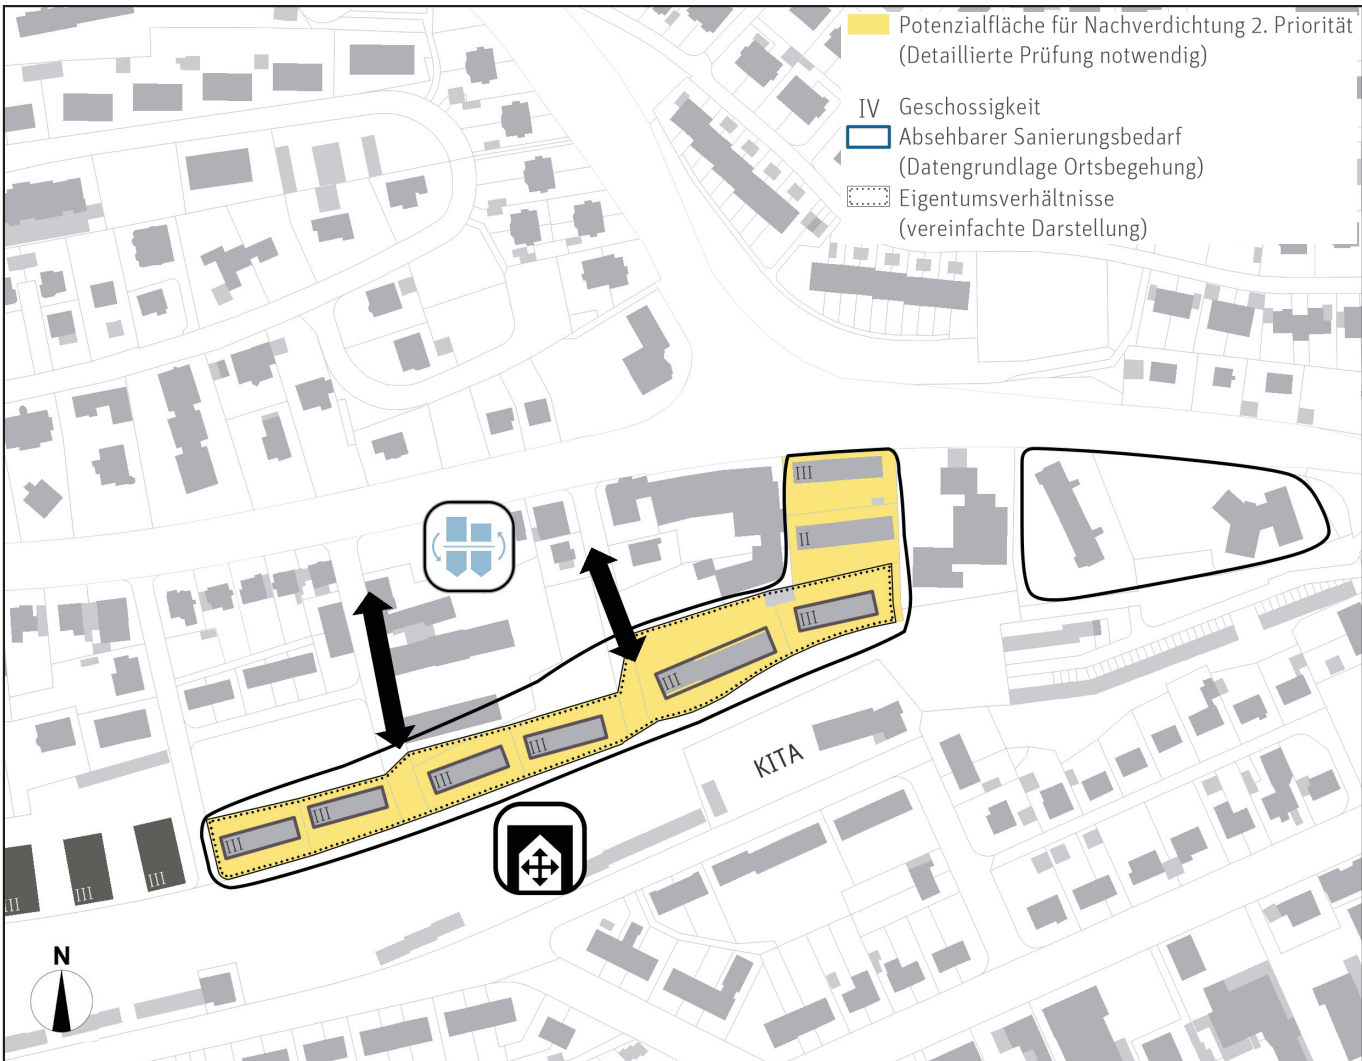 Potenzialfläche für Nachverdichtung 2. Priorität
(Detaillierte Prüfung notwendig)
IV Geschossigkeit
Absehbarer Sanierungsbedarf
(Datengrundlage Ortsbegehung)
Eigentumsverhältnisse
(vereinfachte Darstellung)
III
II
III
III
III
III
III
III
KITA
III
III
III
N